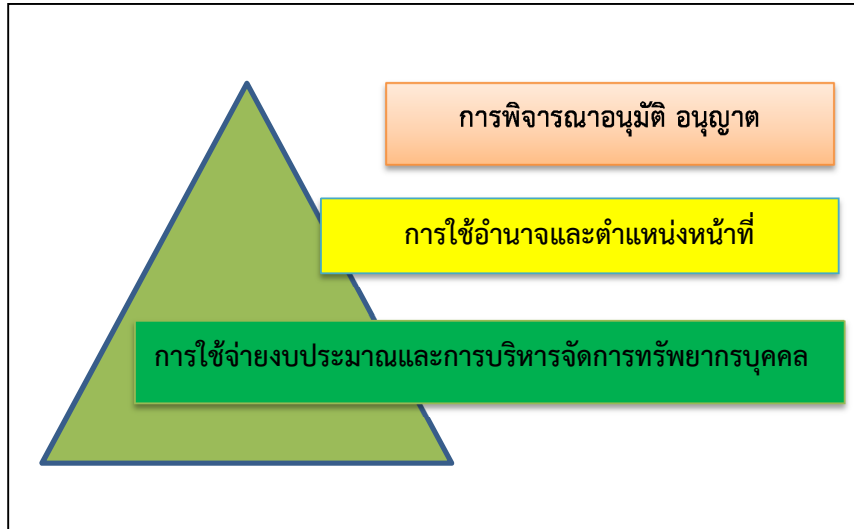 การพิจารณาอนุมัติ อนุญาต
การใช้อำนาจและตำแหน่งหน้าที่
การใช้จ่ายงบประมาณและการบริหารจัดการทรัพยากรบุคคล